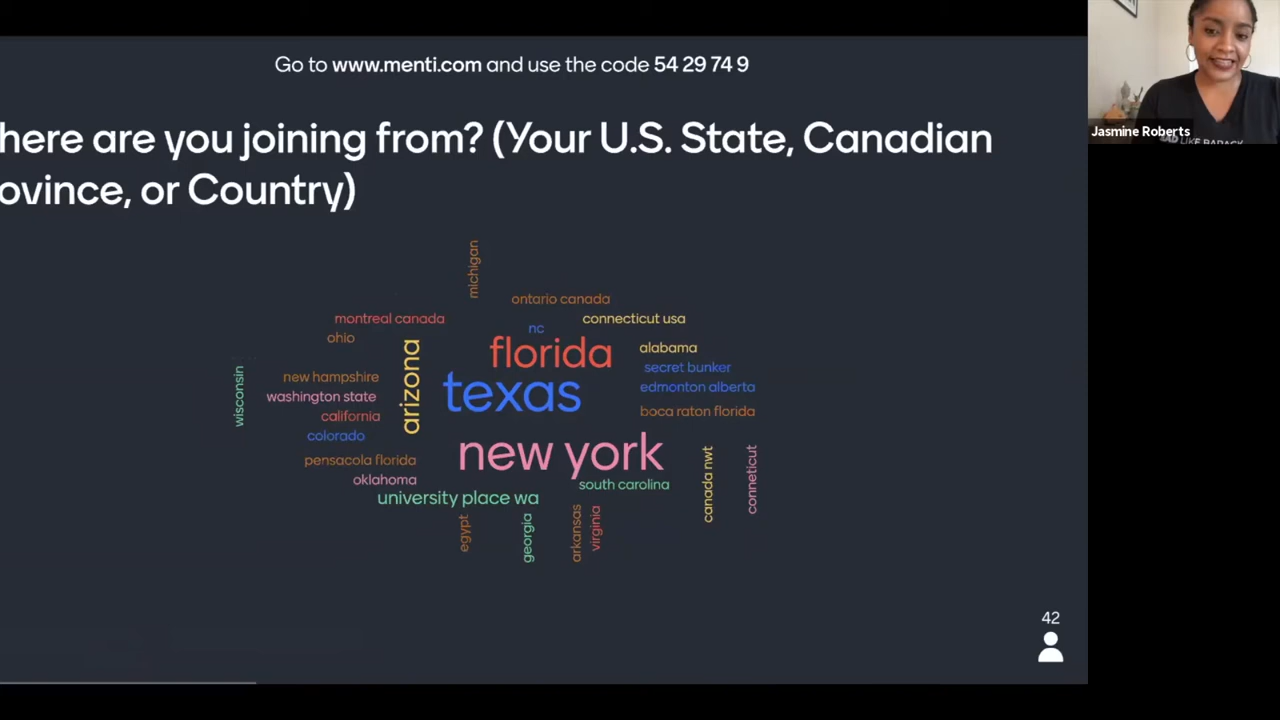 Go to www.menti.com and use the code 54 29 74 9
Jasmine Roberts
LIKE BARACK
here are you joining from? (Your U.S. State, Canadian
ovince, or Country)
michigan
ontario canada
montreal canada
connecticut usa
nc
ohio
florida
alabama
arizona
secret bunker
wisconsin
new hampshire
texas
edmonton alberta
washington state
california
boca raton florida
colorado
new york
pensacola florida
oklahoma
south carolina
canada nwt
conneticut
university place wa
egypt
georgia
arkansas
virginia
42